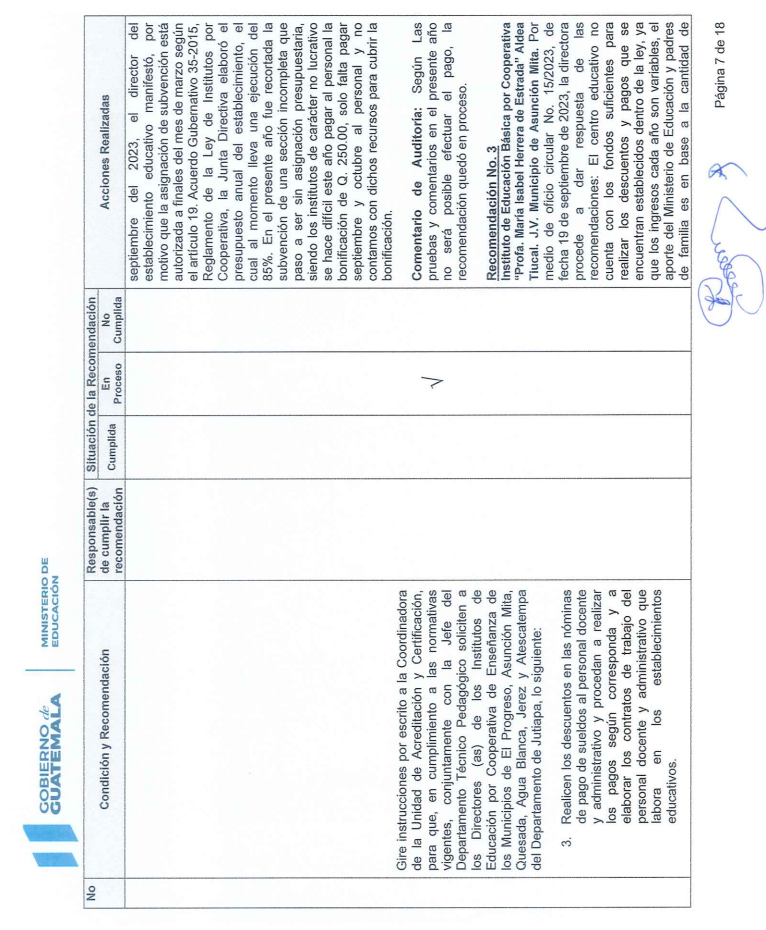 GOBIERNO de
GUATEMALA
MINISTERIO DE
EDUCACIÓN
No
Condición y Recomendación
Responsable(s)
de cumplir la
recomendación
Situación de la Recomendación
Cumplida
En
Proceso
No
Cumplida
Acciones Realizadas
septiembre del 2023, el director del
establecimiento educativo manifestó, por
motivo que la asignación de subvención está
autorizada a finales del mes de marzo según
el artículo 19. Acuerdo Gubernativo 35-2015,
Reglamento de la Ley de Institutos por
Cooperativa, la Junta Directiva elaboró el
presupuesto anual del establecimiento, el
cual al momento lleva una ejecución del
85%. En el presente año fue recortada la
subvención de una sección incompleta que
paso a ser sin asignación presupuestaria,
siendo los institutos de carácter no lucrativo
se hace difícil este año pagar al personal la
bonificación de Q. 250.00, solo falta pagar
septiembre y octubre al personal y no
contamos con dichos recursos para cubrir la
bonificación.
Gire instrucciones por escrito a la Coordinadora
de la Unidad de Acreditación y Certificación,
para que, en cumplimiento a las normativas
vigentes, conjuntamente con la Jefe del
Departamento Técnico Pedagógico soliciten a
los Directores (as) de los Institutos de
Educación por Cooperativa de Enseñanza de
los Municipios de El Progreso, Asunción Mita,
Quesada, Agua Blanca, Jerez y Atescatempa
del Departamento de Jutiapa, lo siguiente:
3. Realicen los descuentos en las nóminas
de pago de sueldos al personal docente
y administrativo y procedan a realizar
los pagos según corresponda y a
elaborar los contratos de trabajo del
personal docente y administrativo que
labora en los establecimientos
educativos.
√
Comentario de Auditoría: Según Las
pruebas y comentarios en el presente año
no será posible efectuar el pago, la
recomendación quedó en proceso.
Recomendación No. 3
Instituto de Educación Básica por Cooperativa
"Profa. María Isabel Herrera de Estrada" Aldea
Tiucal. J.V. Municipio de Asunción Mita. Por
medio de oficio circular No. 15/2023, de
fecha 19 de septiembre de 2023, la directora
procede a dar respuesta de las
recomendaciones: El centro educativo no
cuenta con los fondos suficientes para
realizar los descuentos y pagos que se
encuentran establecidos dentro de la ley, ya
que los ingresos cada año son variables, el
aporte del Ministerio de Educación y padres
de familia es en base a la cantidad de
Página 7 de 18